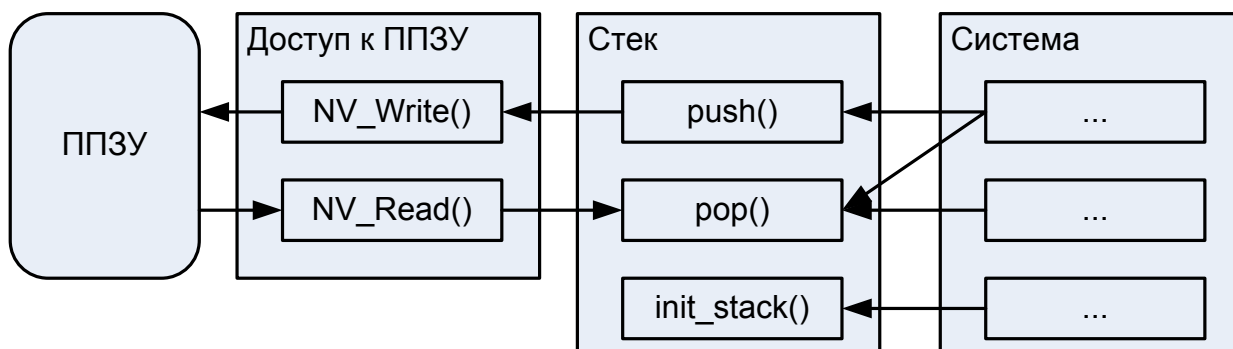 Доступ к ППЗУ
Стек
Система
NV_Write()
push()
...
ППЗУ
NV_Read()
pop()
...
init_stack()
...